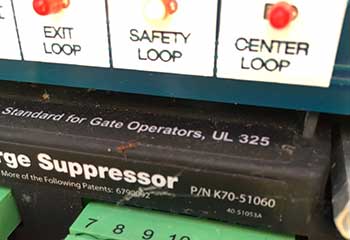 EXIT
LOOP
SAFETY
LOOP
CENTER
LOOP
Standard for Gate Operators, UL 325
rge Suppressor
P/N K70-51060
More of the Following Patents: 6790092
40-51053A
7 8 9 10